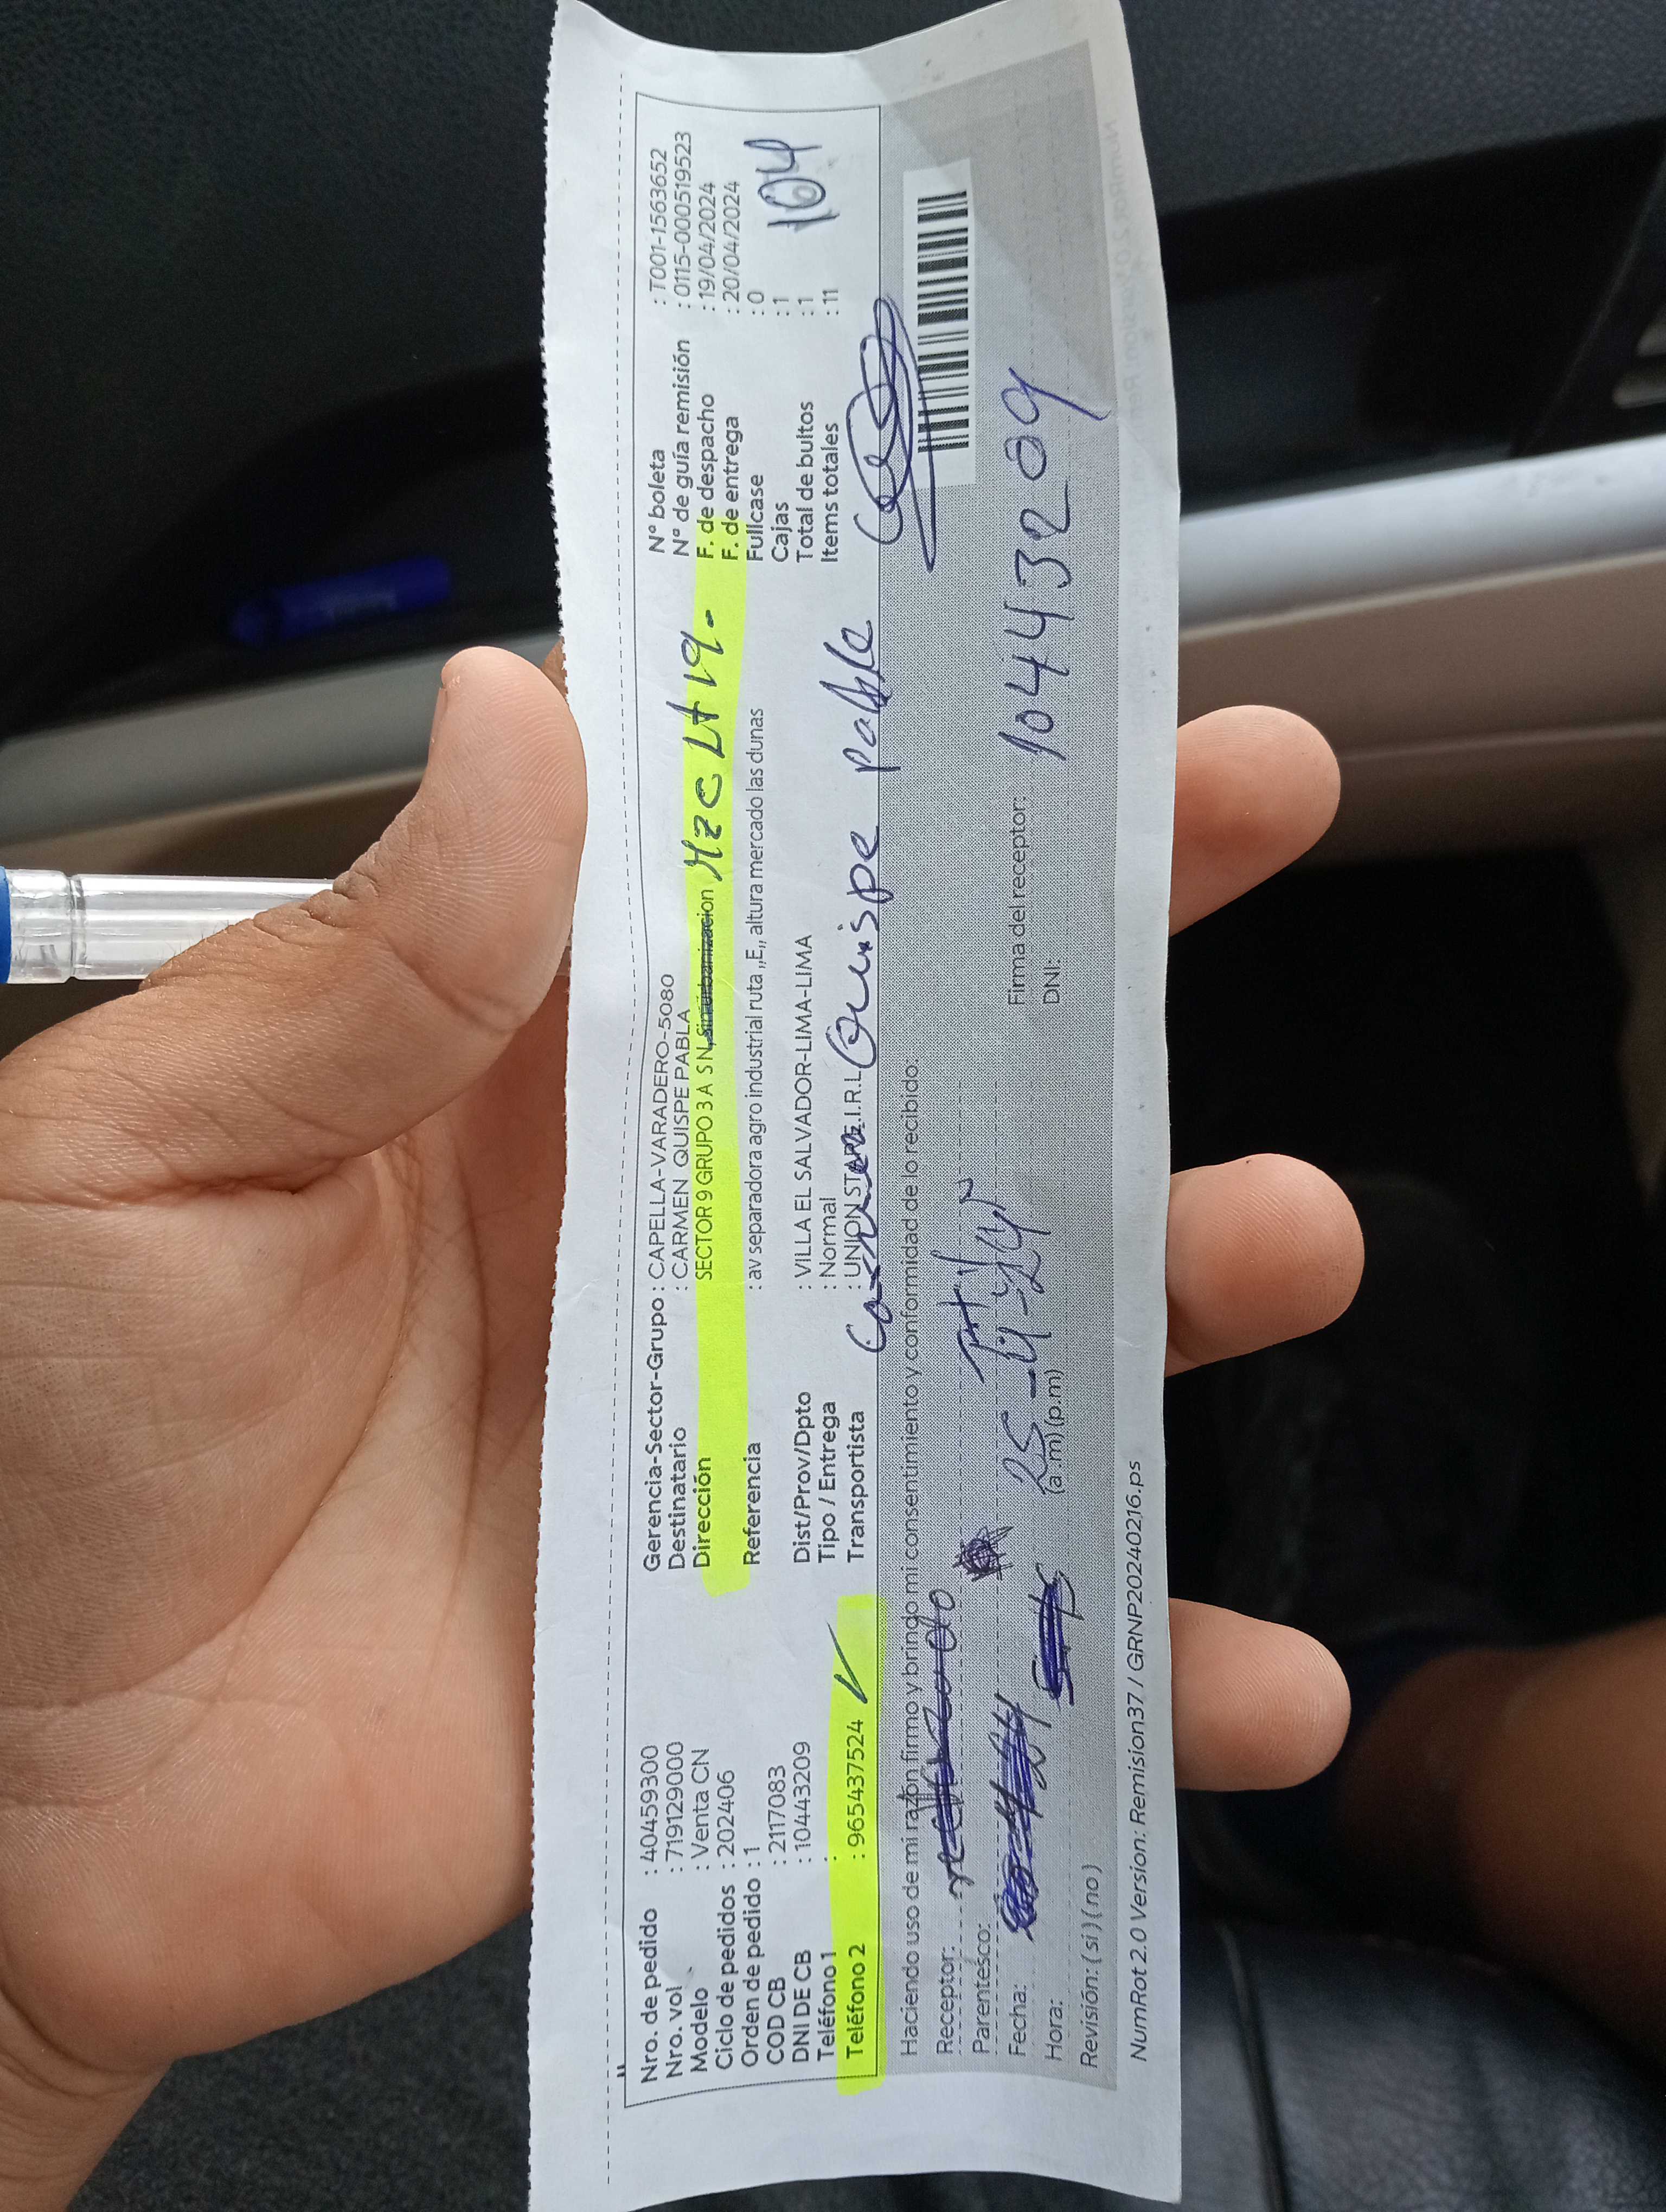 Nro. de pedido : 40459300
Nro. vol : 719129000
Modelo : Venta CN
Ciclo de pedidos : 202406
Orden de pedido : 1
COD CB : 2117083
DNI DE CB : 10443209
Teléfono 1 :
Teléfono 2 : 965437524
Gerencia-Sector-Grupo : CAPELLA-VARADERO-5080
Destinatario : CARMEN QUISPE PABLA
Dirección SECTOR 9 GRUPO 3 A S N, sinurbanizacion Mz C Lt 19.
Referencia : av separadora agro industrial ruta ,,E,, altura mercado las dunas
Dist/Prov/Dpto : VILLA EL SALVADOR-LIMA-LIMA
Tipo / Entrega : Normal
Transportista : UNION STAR E.I.R.L
N° boleta : T001-1563652
N° de guía remisión : 0115-000519523
F. de despacho : 19/04/2024
F. de entrega : 20/04/2024
Fullcase : 0
Cajas : 1
Total de bultos : 1
Items totales : 11
164
Carmen Quispe pabla
Haciendo uso de mi razón firmo y brindo mi consentimiento y conformidad de lo recibido:
Receptor:
Parentesco:
Fecha: 25
Hora: (a.m) (p.m)
Revisión: ( si ) ( no )
Firma del receptor:
DNI: 10443209
NumRot 2.0 Version: Remision37 / GRNP20240216.ps